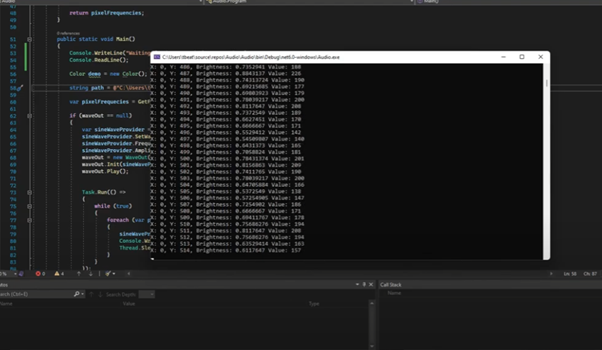 Audio.Program
Main()
return pixelFrequencies;
}
0 references
public static void Main()
{
Console.WriteLine("Waiting
Console.ReadLine();
Color demo = new Color();
string path = @"C:\Users\
var pixelFrequecies = Get
if (waveOut == null)
{
var sineWaveProvider =
sineWaveProvider.SetWa
sineWaveProvider.Frequ
sineWaveProvider.Ampli
waveOut = new WaveOut(
waveOut.Init(sineWaveP
waveOut.Play();
Task.Run(() =>
{
while (true)
{
foreach (var
{
sineWavePr
Console.Wr
Thread.Sle
}
C:\Users\tbeat\source\repos\Audio\Audio\bin\Debug\net6.0-windows\Audio.exe
X: 0, Y: 486, Brightness: 0.7352941 Value: 188
X: 0, Y: 487, Brightness: 0.8843137 Value: 226
X: 0, Y: 488, Brightness: 0.74313724 Value: 190
X: 0, Y: 489, Brightness: 0.69215685 Value: 177
X: 0, Y: 490, Brightness: 0.69803923 Value: 179
X: 0, Y: 491, Brightness: 0.78039217 Value: 200
X: 0, Y: 492, Brightness: 0.8117647 Value: 208
X: 0, Y: 493, Brightness: 0.7372549 Value: 189
X: 0, Y: 494, Brightness: 0.6627451 Value: 170
X: 0, Y: 495, Brightness: 0.6666667 Value: 171
X: 0, Y: 496, Brightness: 0.5529412 Value: 142
X: 0, Y: 497, Brightness: 0.54509807 Value: 140
X: 0, Y: 498, Brightness: 0.6431373 Value: 165
X: 0, Y: 499, Brightness: 0.7058824 Value: 181
X: 0, Y: 500, Brightness: 0.78431374 Value: 201
X: 0, Y: 501, Brightness: 0.8156863 Value: 209
X: 0, Y: 502, Brightness: 0.7411765 Value: 190
X: 0, Y: 503, Brightness: 0.78039217 Value: 200
X: 0, Y: 504, Brightness: 0.64705884 Value: 166
X: 0, Y: 505, Brightness: 0.5372549 Value: 138
X: 0, Y: 506, Brightness: 0.57254905 Value: 147
X: 0, Y: 507, Brightness: 0.7254902 Value: 186
X: 0, Y: 508, Brightness: 0.6666667 Value: 171
X: 0, Y: 509, Brightness: 0.69411767 Value: 178
X: 0, Y: 510, Brightness: 0.75686276 Value: 194
X: 0, Y: 511, Brightness: 0.8117647 Value: 208
X: 0, Y: 512, Brightness: 0.75686276 Value: 194
X: 0, Y: 513, Brightness: 0.63529414 Value: 163
X: 0, Y: 514, Brightness: 0.6117647 Value: 157
0
4
Search Depth:
Name
Value
Type
Call Stack
Name